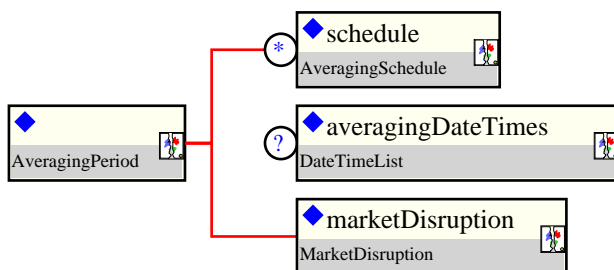 schedule
*
AveragingSchedule
averagingDateTimes
AveragingPeriod
?
DateTimeList
marketDisruption
MarketDisruption